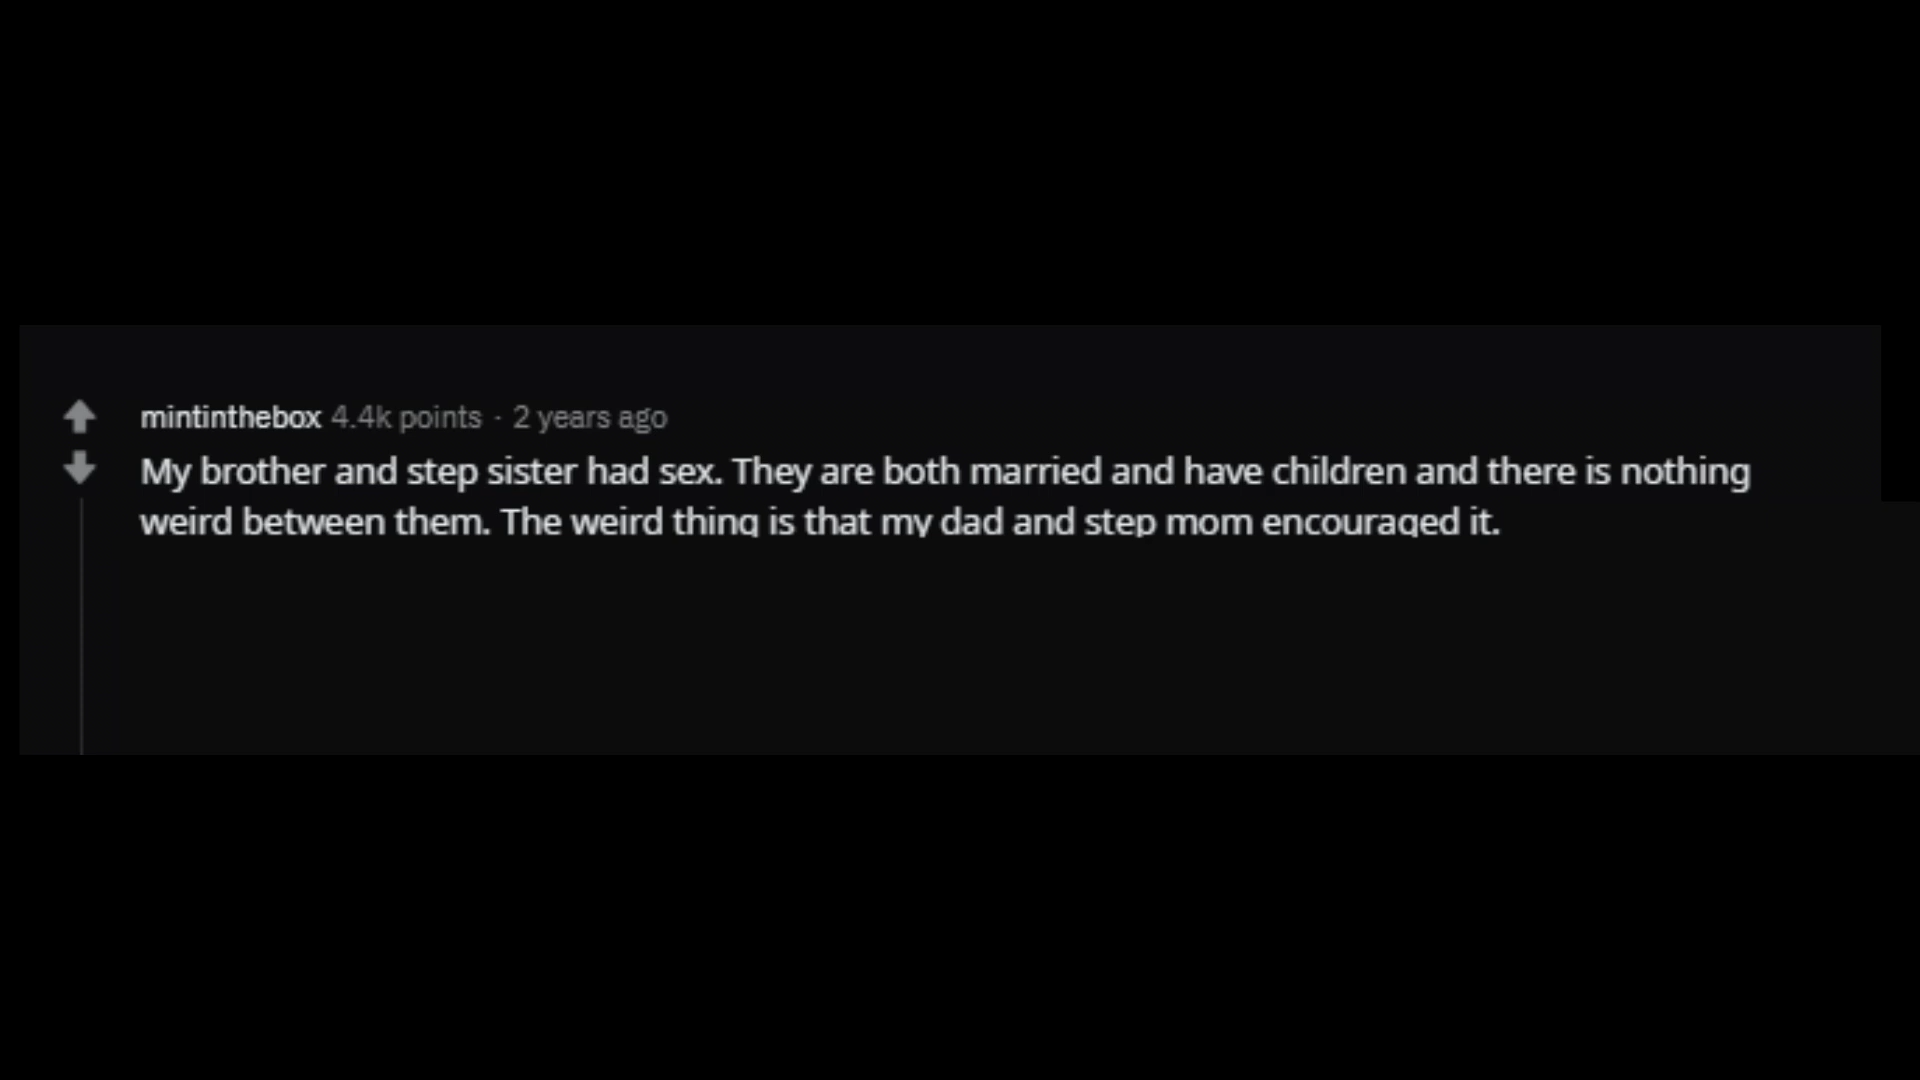 mintinthebox 4.4k points · 2 years ago
My brother and step sister had sex. They are both married and have children and there is nothing
weird between them. The weird thing is that my dad and step mom encouraged it.